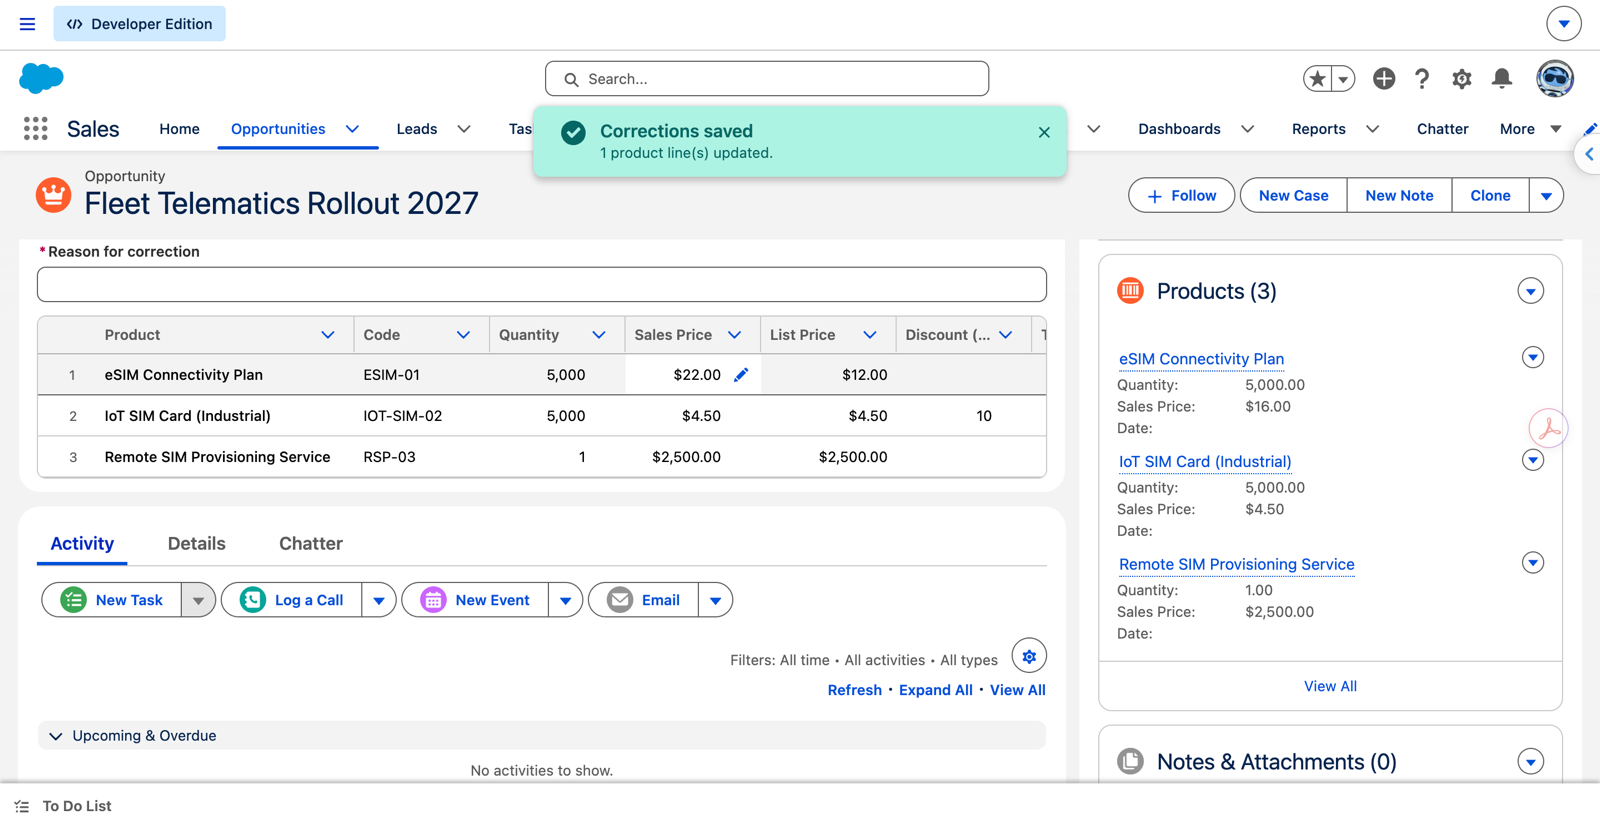 Developer Edition
Search...
Sales
Home
Opportunities
Leads
Tas
Dashboards
Reports
Chatter
More
Corrections saved
1 product line(s) updated.
Opportunity
Fleet Telematics Rollout 2027
Follow
New Case
New Note
Clone
*Reason for correction
Product Code Quantity Sales Price List Price Discount (... T
1 eSIM Connectivity Plan ESIM-01 5,000 $22.00 $12.00
2 IoT SIM Card (Industrial) IOT-SIM-02 5,000 $4.50 $4.50 10
3 Remote SIM Provisioning Service RSP-03 1 $2,500.00 $2,500.00
Activity
Details
Chatter
New Task
Log a Call
New Event
Email
Filters: All time • All activities • All types
Refresh • Expand All • View All
Upcoming & Overdue
No activities to show.
Products (3)
eSIM Connectivity Plan
Quantity: 5,000.00
Sales Price: $16.00
Date:
IoT SIM Card (Industrial)
Quantity: 5,000.00
Sales Price: $4.50
Date:
Remote SIM Provisioning Service
Quantity: 1.00
Sales Price: $2,500.00
Date:
View All
Notes & Attachments (0)
To Do List